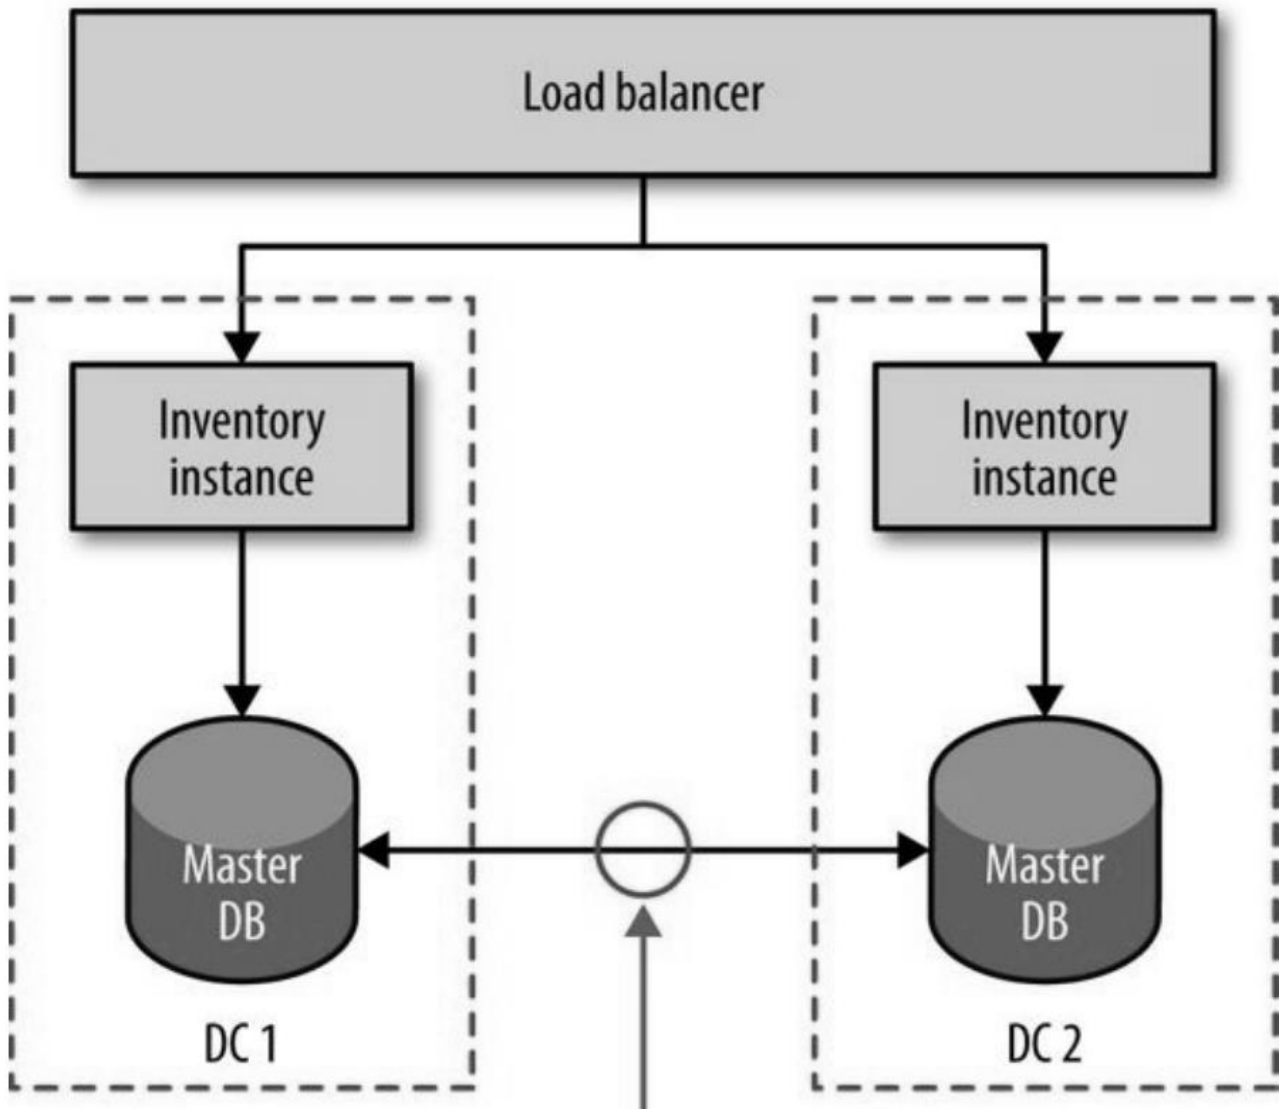 Load balancer
Inventory
instance
Inventory
instance
Master
DB
Master
DB
DC 1
DC 2